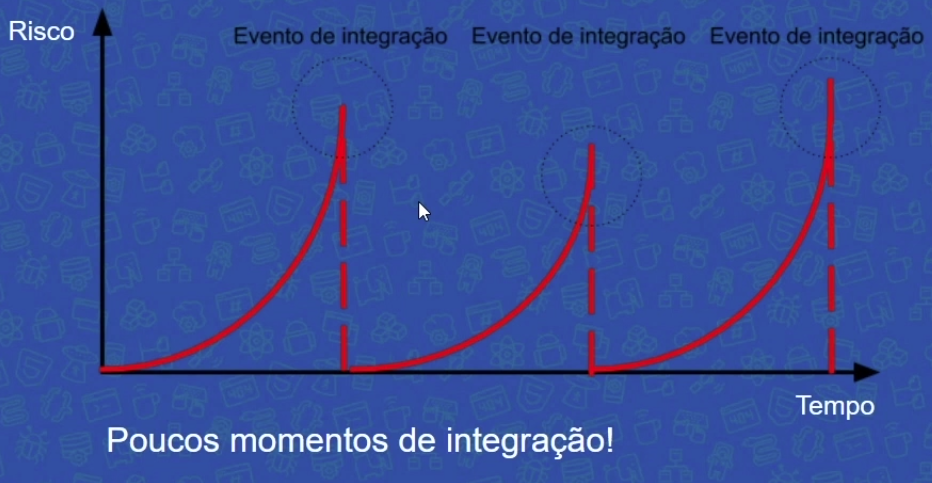 Risco
Evento de integração
Evento de integração
Evento de integração
Tempo
Poucos momentos de integração!